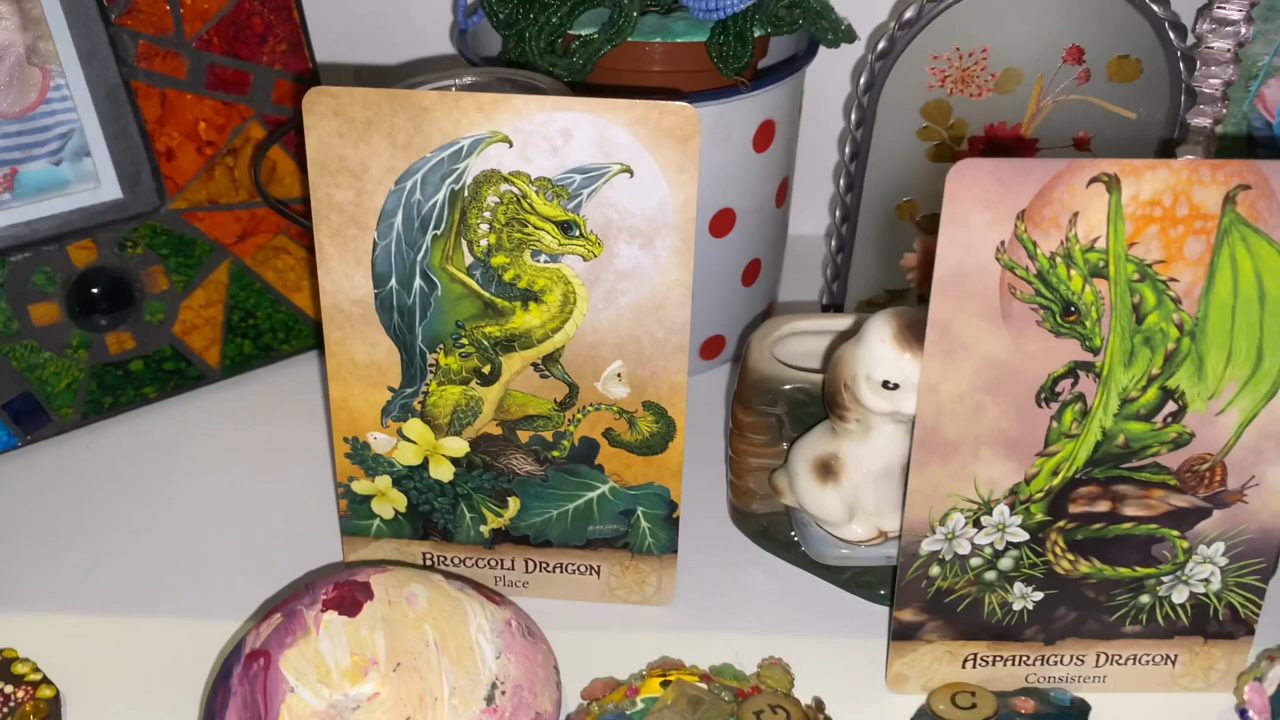 BROCCOLI DRAGON
Place
ASPARAGUS DRAGON
Consistent
C